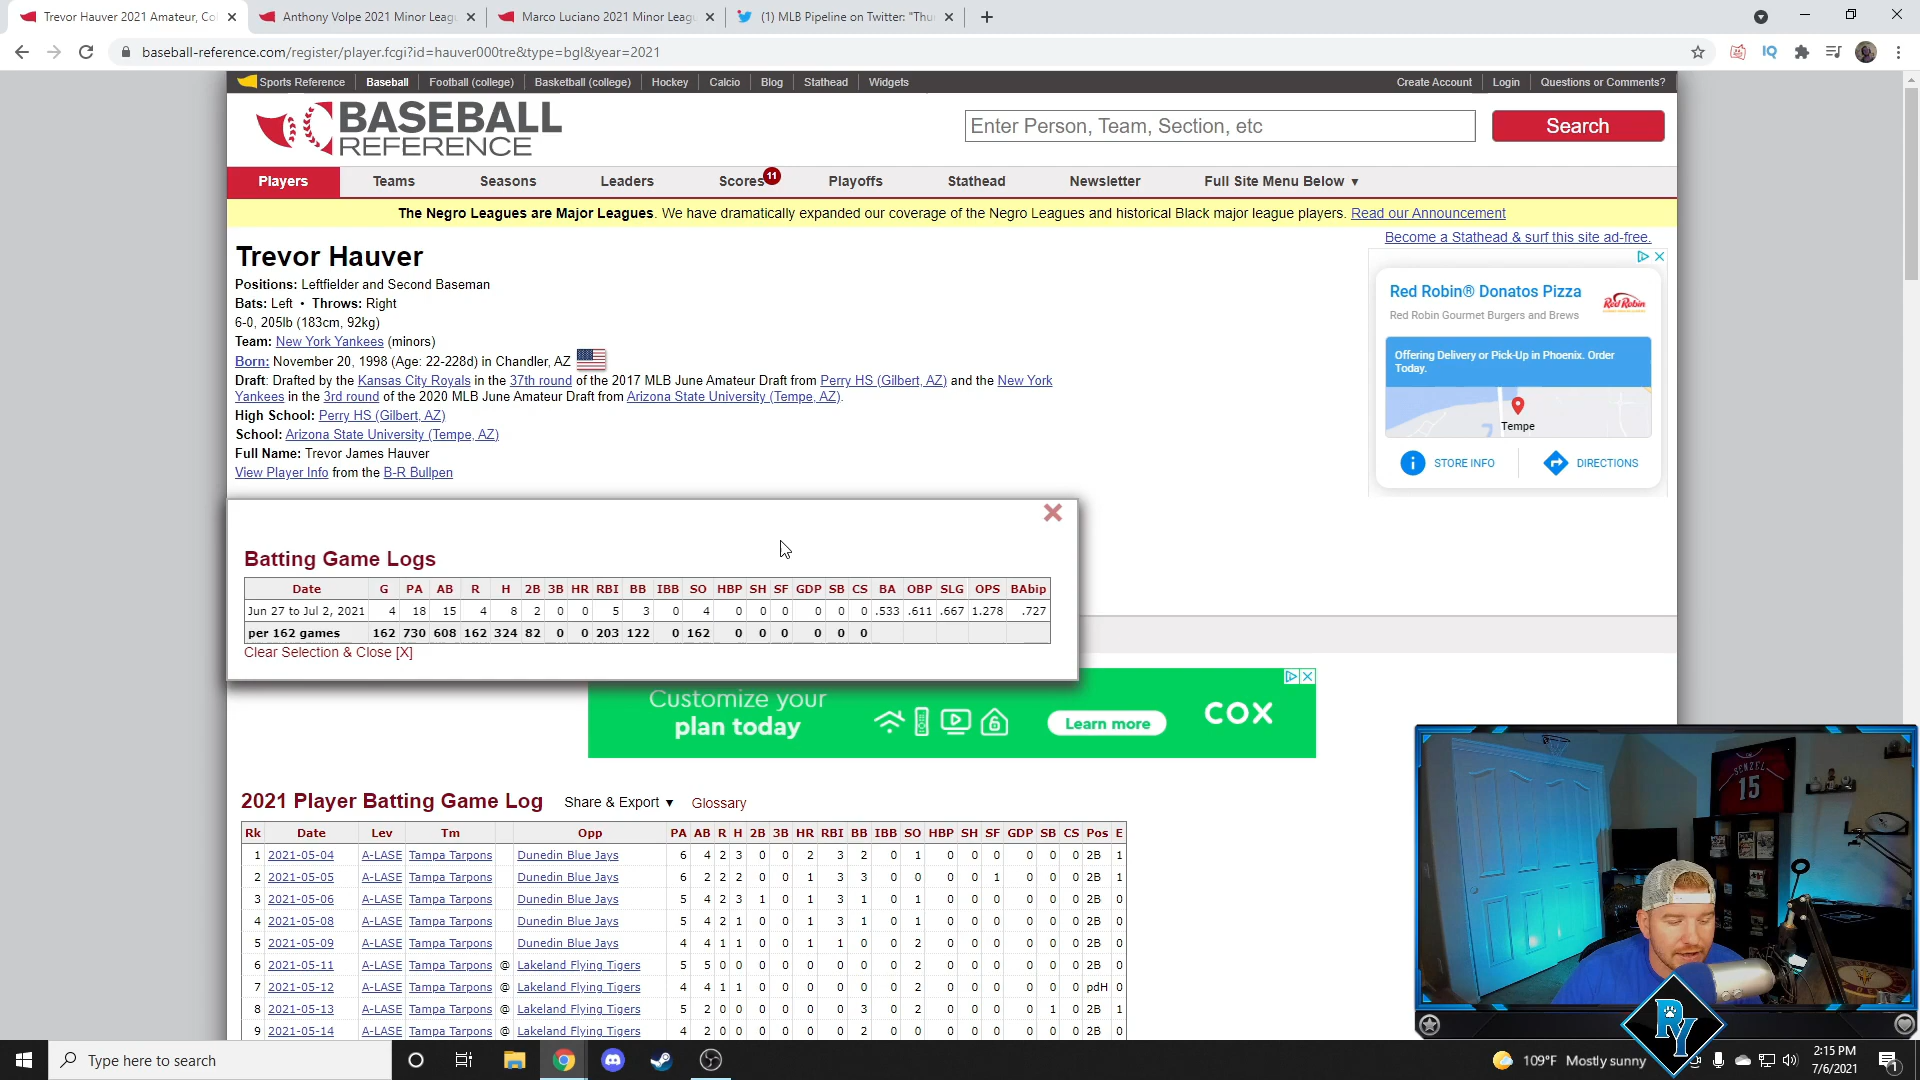 Trevor Hauver 2021 Amateur, Co
Anthony Volpe 2021 Minor Leag
Marco Luciano 2021 Minor Leag
(1) MLB Pipeline on Twitter: "Thu
baseball-reference.com/register/player.fcgi?id=hauver000tre&type=bgl&year=2021
Sports Reference Baseball Football (college) Basketball (college) Hockey Calcio Blog Stathead Widgets Create Account Login Questions or Comments?
BASEBALL
REFERENCE
Enter Person, Team, Section, etc
Search
Players Teams Seasons Leaders Scores 11 Playoffs Stathead Newsletter Full Site Menu Below ▼
The Negro Leagues are Major Leagues. We have dramatically expanded our coverage of the Negro Leagues and historical Black major league players. Read our Announcement
Become a Stathead & surf this site ad-free.
Trevor Hauver
Positions: Leftfielder and Second Baseman
Bats: Left • Throws: Right
6-0, 205lb (183cm, 92kg)
Team: New York Yankees (minors)
Born: November 20, 1998 (Age: 22-228d) in Chandler, AZ
Draft: Drafted by the Kansas City Royals in the 37th round of the 2017 MLB June Amateur Draft from Perry HS (Gilbert, AZ) and the New York
Yankees in the 3rd round of the 2020 MLB June Amateur Draft from Arizona State University (Tempe, AZ).
High School: Perry HS (Gilbert, AZ)
School: Arizona State University (Tempe, AZ)
Full Name: Trevor James Hauver
View Player Info from the B-R Bullpen
Red Robin® Donatos Pizza
Red Robin
Red Robin Gourmet Burgers and Brews
Offering Delivery or Pick-Up in Phoenix. Order
Today.
Tempe
STORE INFO DIRECTIONS
Batting Game Logs
Date G PA AB R H 2B 3B HR RBI BB IBB SO HBP SH SF GDP SB CS BA OBP SLG OPS BAbip
Jun 27 to Jul 2, 2021 4 18 15 4 8 2 0 0 5 3 0 4 0 0 0 0 0 0 .533 .611 .667 1.278 .727
per 162 games 162 730 608 162 324 82 0 0 203 122 0 162 0 0 0 0 0 0
Clear Selection & Close [X]
Customize your
plan today
Learn more
COX
2021 Player Batting Game Log Share & Export ▼ Glossary
Rk Date Lev Tm Opp PA AB R H 2B 3B HR RBI BB IBB SO HBP SH SF GDP SB CS Pos E
1 2021-05-04 A-LASE Tampa Tarpons Dunedin Blue Jays 6 4 2 3 0 0 2 3 2 0 1 0 0 0 0 0 0 2B 1
2 2021-05-05 A-LASE Tampa Tarpons Dunedin Blue Jays 6 2 2 2 0 0 1 3 3 0 0 0 0 1 0 0 0 2B 1
3 2021-05-06 A-LASE Tampa Tarpons Dunedin Blue Jays 5 4 2 3 1 0 1 3 1 0 1 0 0 0 0 0 0 2B 0
4 2021-05-08 A-LASE Tampa Tarpons Dunedin Blue Jays 5 4 2 1 0 0 1 3 1 0 1 0 0 0 0 0 0 2B 0
5 2021-05-09 A-LASE Tampa Tarpons Dunedin Blue Jays 4 4 1 1 0 0 1 1 0 0 2 0 0 0 0 0 0 2B 0
6 2021-05-11 A-LASE Tampa Tarpons @ Lakeland Flying Tigers 5 5 0 0 0 0 0 0 0 0 2 0 0 0 0 0 0 2B 0
7 2021-05-12 A-LASE Tampa Tarpons @ Lakeland Flying Tigers 4 4 1 1 0 0 0 0 0 0 2 0 0 0 0 0 0 pdH 0
8 2021-05-13 A-LASE Tampa Tarpons @ Lakeland Flying Tigers 5 2 0 0 0 0 0 0 3 0 2 0 0 0 0 1 0 2B 1
9 2021-05-14 A-LASE Tampa Tarpons @ Lakeland Flying Tigers 4 2 0 0 0 0 0 0 2 0 0 0 0 0 0 0 0 2B 0
SENZEL
15
RY
Type here to search
109°F Mostly sunny
2:15 PM
7/6/2021
1